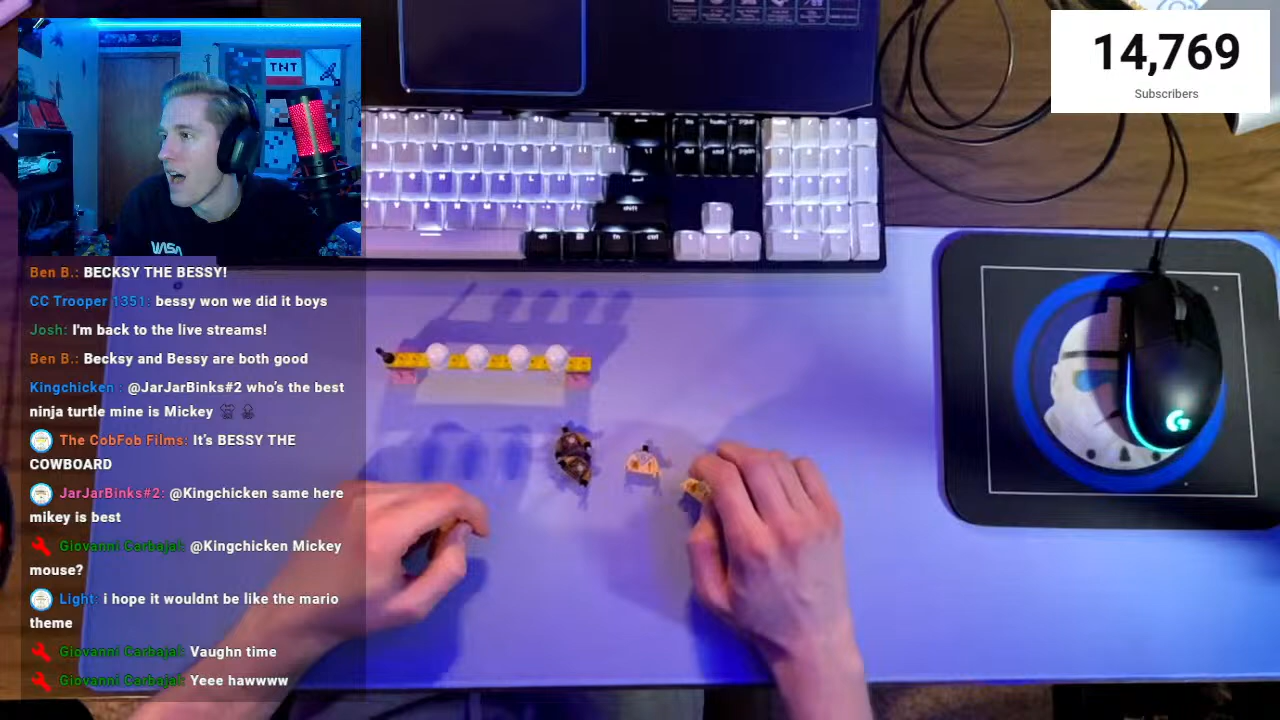 14,769
Subscribers
TNT
NASA
Ben B.: BECKSY THE BESSY!
CC Trooper 1351: bessy won we did it boys
Josh: I'm back to the live streams!
Ben B.: Becksy and Bessy are both good
Kingchicken : @JarJarBinks#2 who's the best
ninja turtle mine is Mickey
The CobFob Films: It's BESSY THE
COWBOARD
JarJarBinks#2: @Kingchicken same here
mikey is best
Giovanni Carbajal: @Kingchicken Mickey
mouse?
Light: i hope it wouldnt be like the mario
theme
Giovanni Carbajal: Vaughn time
Giovanni Carbajal: Yeee hawwww